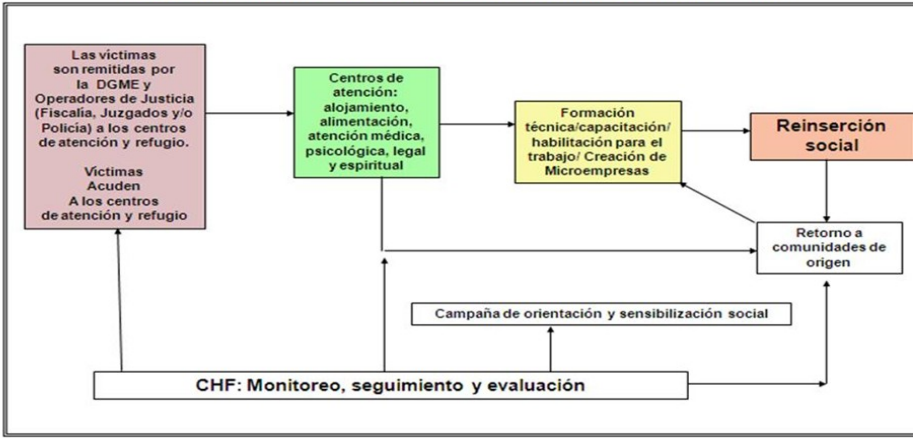 Las víctimas
son remitidas por
la DGME y
Operadores de Justicia
(Fiscalía, Juzgados y/o
Policía) a los centros
de atención y refugio.
Víctimas
Acuden
A los centros
de atención y refugio
Centros de
atención:
alojamiento,
alimentación,
atención médica,
psicológica, legal
y espiritual
Formación
técnica/capacitación/
habilitación para el
trabajo/ Creación de
Microempresas
Reinserción
social
Retorno a
comunidades de
origen
Campaña de orientación y sensibilización social
CHF: Monitoreo, seguimiento y evaluación